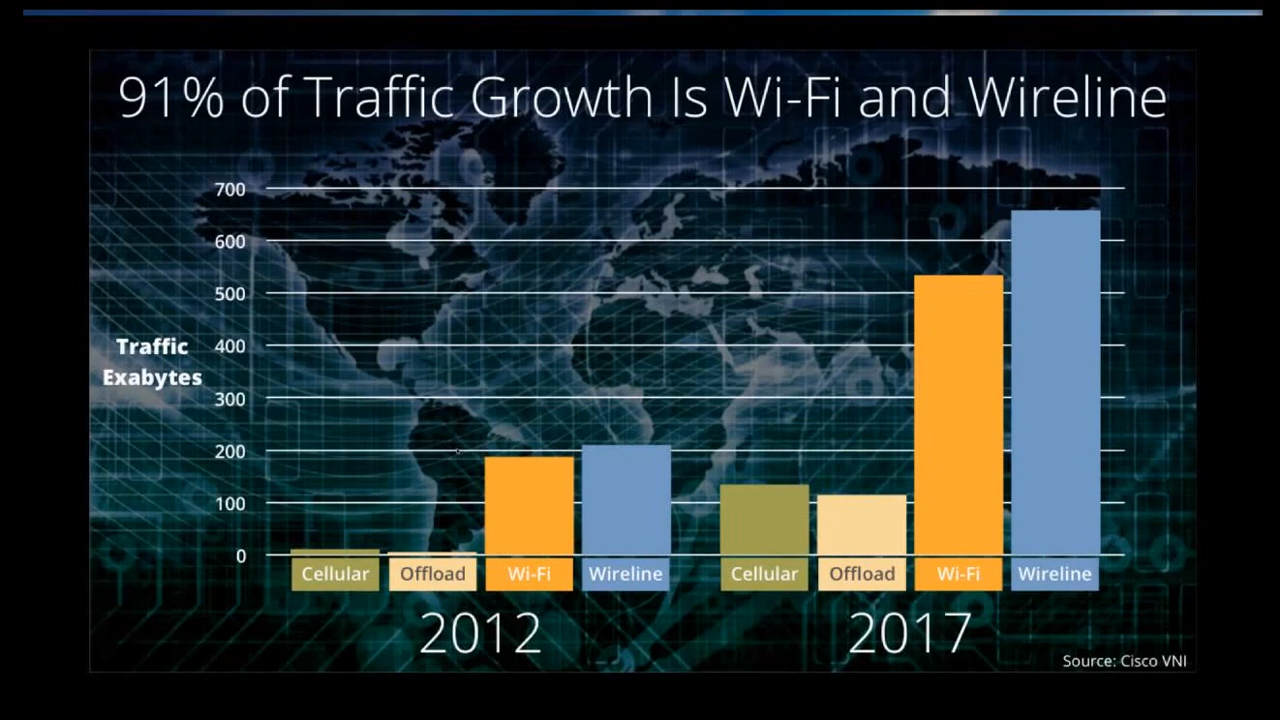 91% of Traffic Growth Is Wi-Fi and Wireline
700
600
500
Traffic
Exabytes
400
300
200
100
0
Cellular Offload Wi-Fi Wireline Cellular Offload Wi-Fi Wireline
2012 2017
Source: Cisco VNI